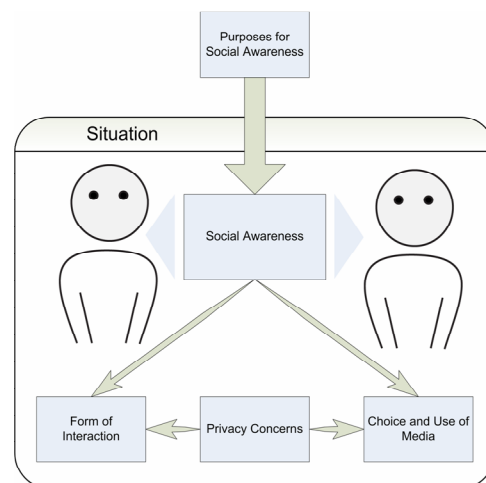 Purposes for
Social Awareness
Situation
Social Awareness
Form of
Interaction
Privacy Concerns
Choice and Use of
Media